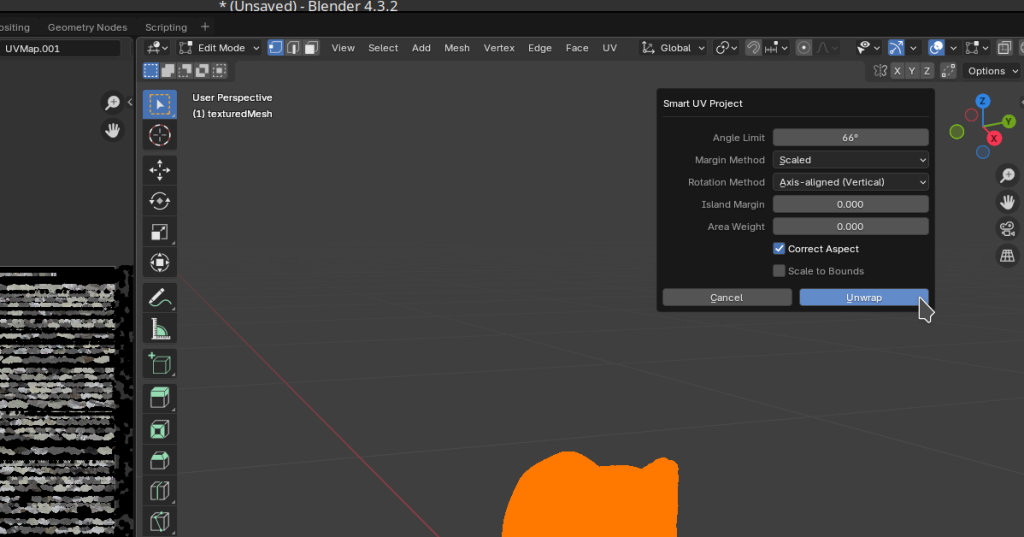 * (Unsaved) - Blender 4.3.2
ositing Geometry Nodes Scripting +
UVMap.001
Edit Mode View Select Add Mesh Vertex Edge Face UV Global
X Y Z Options
User Perspective
(1) texturedMesh
Smart UV Project
Angle Limit 66°
Margin Method Scaled
Rotation Method Axis-aligned (Vertical)
Island Margin 0.000
Area Weight 0.000
Correct Aspect
Scale to Bounds
Cancel Unwrap
Z
Y
X